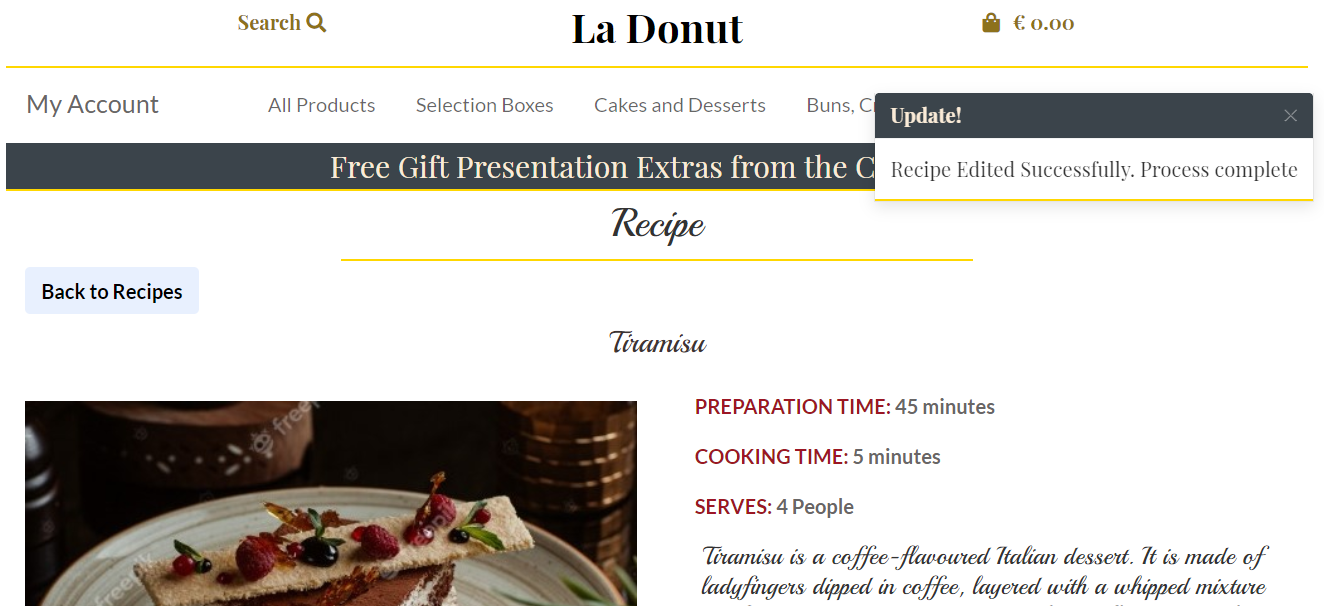 Search
La Donut
€ 0.00
My Account
All Products
Selection Boxes
Cakes and Desserts
Buns,
Update!
Recipe Edited Successfully. Process complete
Free Gift Presentation Extras from the
Recipe
Back to Recipes
Tiramisu
PREPARATION TIME: 45 minutes
COOKING TIME: 5 minutes
SERVES: 4 People
Tiramisu is a coffee-flavoured Italian dessert. It is made of
ladyfingers dipped in coffee, layered with a whipped mixture
freepik